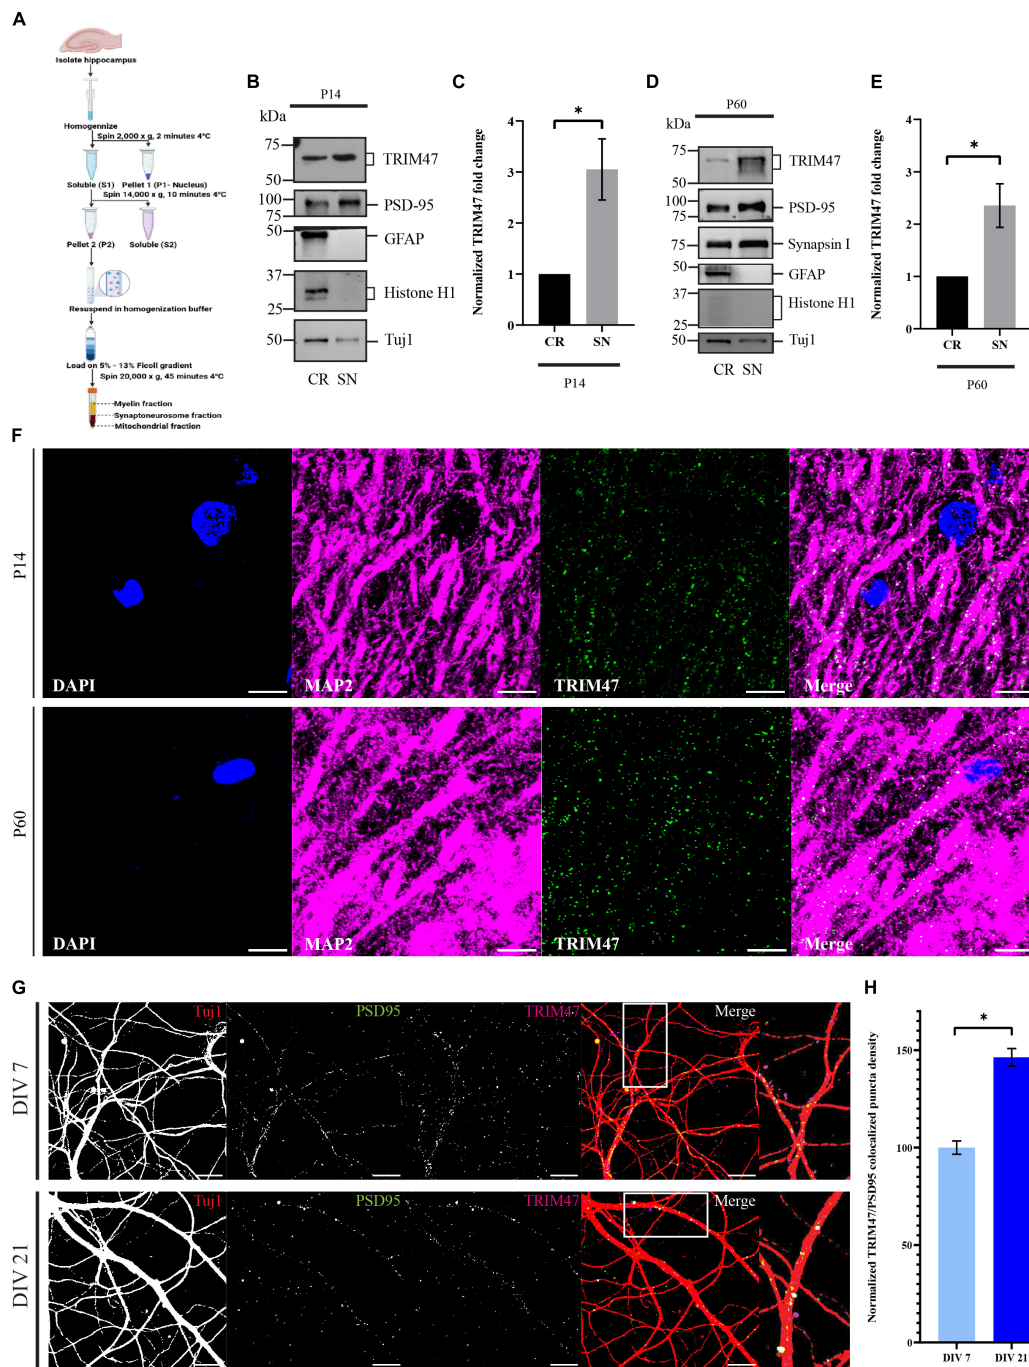 A
Isolate hippocampus
Homogennize
Spin 2,000 x g, 2 minutes 4°C
Soluble (S1) Pellet 1 (P1- Nucleus)
Spin 14,000 x g, 10 minutes 4°C
Pellet 2 (P2) Soluble (S2)
Resuspend in homogenization buffer
Load on 5% - 13% Ficoll gradient
Spin 20,000 x g, 45 minutes 4°C
Myelin fraction
Synaptoneurosome fraction
Mitochondrial fraction
B
P14
kDa
75
50
TRIM47
100
75
PSD-95
50
GFAP
37
25
Histone H1
50
Tuj1
CR SN
C
Normalized TRIM47 fold change
4
3
2
1
0
*
CR SN
P14
D
P60
kDa
75
50
TRIM47
100
75
PSD-95
75
Synapsin I
50
GFAP
37
25
Histone H1
50
Tuj1
CR SN
E
Normalized TRIM47 fold change
4
3
2
1
0
*
CR SN
P60
F
P14
DAPI MAP2 TRIM47 Merge
P60
DAPI MAP2 TRIM47 Merge
G
DIV 7
Tuj1 PSD95 TRIM47 Merge
DIV 21
Tuj1 PSD95 TRIM47 Merge
H
Normalized TRIM47/PSD95 colocalized puncta density
150
100
50
0
*
DIV 7 DIV 21